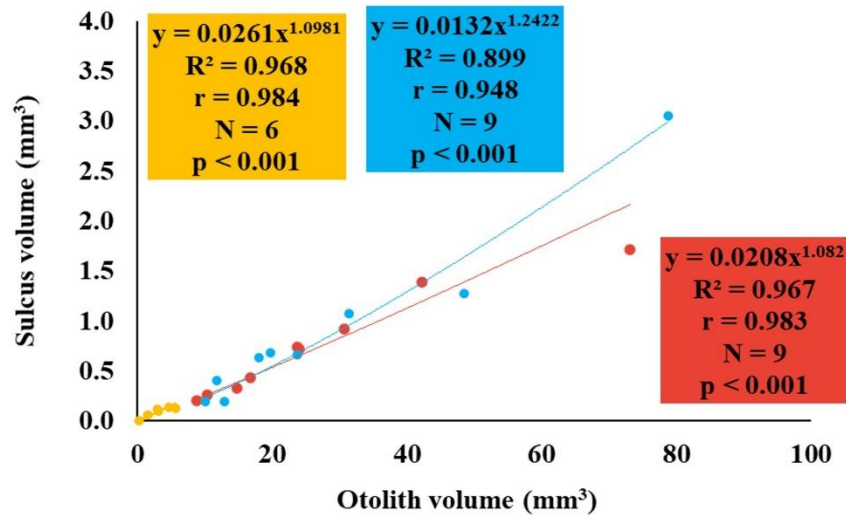 y = 0.0261x^1.0981
R² = 0.968
r = 0.984
N = 6
p < 0.001
y = 0.0132x^1.2422
R² = 0.899
r = 0.948
N = 9
p < 0.001
y = 0.0208x^1.082
R² = 0.967
r = 0.983
N = 9
p < 0.001
Sulcus volume (mm³)
4.0
3.5
3.0
2.5
2.0
1.5
1.0
0.5
0.0
0 20 40 60 80 100
Otolith volume (mm³)